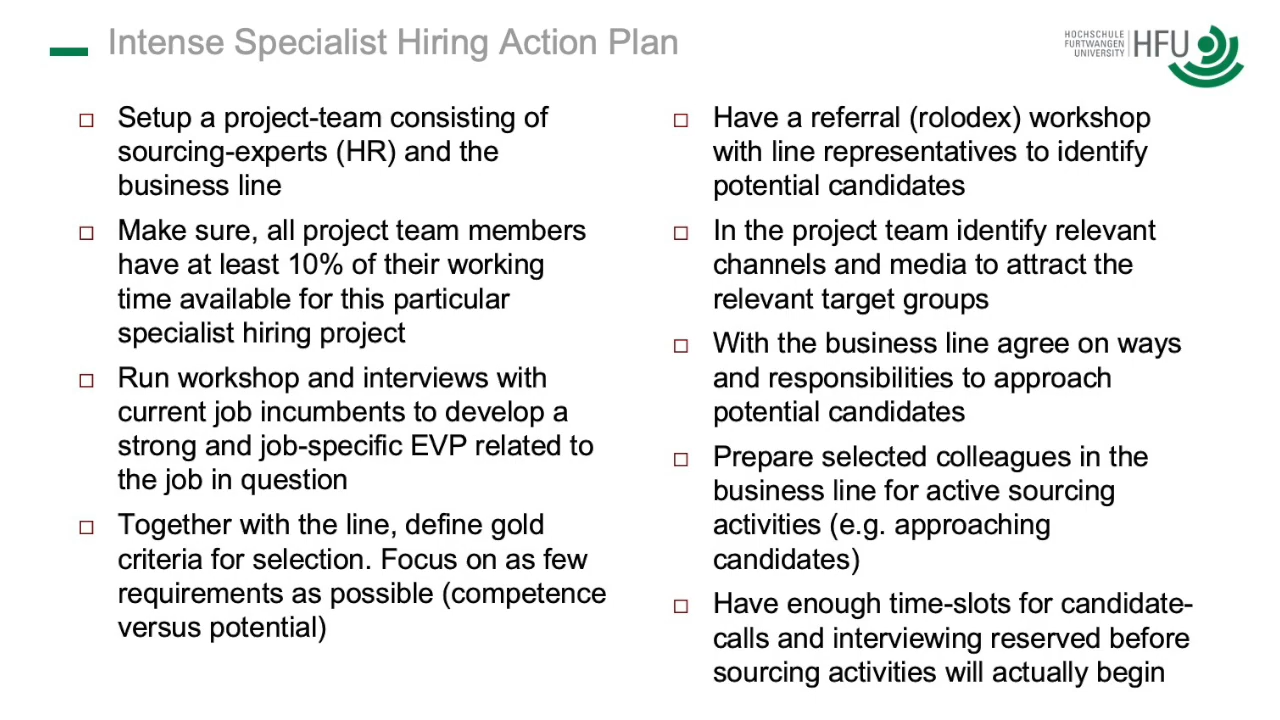 Intense Specialist Hiring Action Plan
HOCHSCHULE
FURTWANGEN
UNIVERSITY
HFU
□ Setup a project-team consisting of
sourcing-experts (HR) and the
business line
□ Make sure, all project team members
have at least 10% of their working
time available for this particular
specialist hiring project
□ Run workshop and interviews with
current job incumbents to develop a
strong and job-specific EVP related to
the job in question
□ Together with the line, define gold
criteria for selection. Focus on as few
requirements as possible (competence
versus potential)
□ Have a referral (rolodex) workshop
with line representatives to identify
potential candidates
□ In the project team identify relevant
channels and media to attract the
relevant target groups
□ With the business line agree on ways
and responsibilities to approach
potential candidates
□ Prepare selected colleagues in the
business line for active sourcing
activities (e.g. approaching
candidates)
□ Have enough time-slots for candidate-
calls and interviewing reserved before
sourcing activities will actually begin